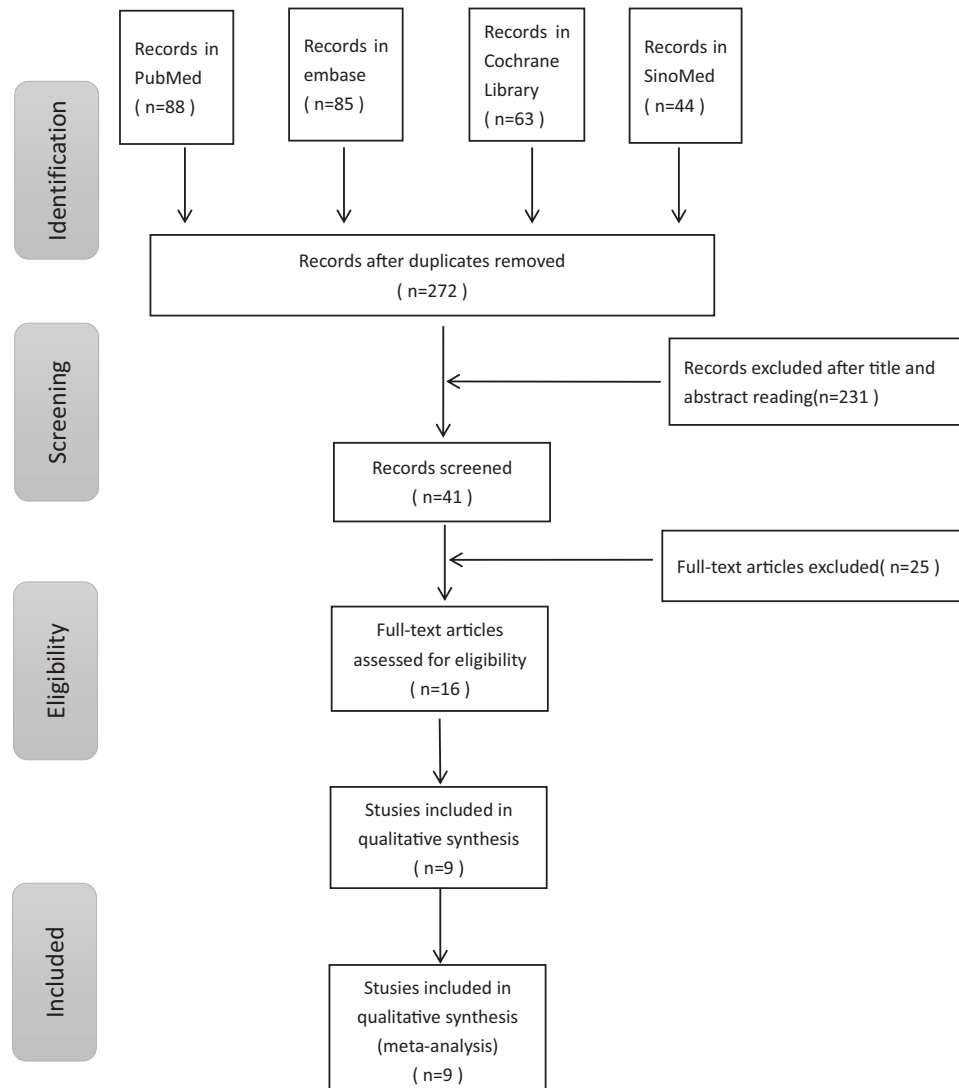 Records in
PubMed
( n=88 )
Records in
embase
( n=85 )
Records in
Cochrane
Library
( n=63 )
Records in
SinoMed
( n=44 )
Identification
Records after duplicates removed
( n=272 )
Screening
Records excluded after title and
abstract reading(n=231 )
Records screened
( n=41 )
Full-text articles excluded( n=25 )
Eligibility
Full-text articles
assessed for eligibility
( n=16 )
Stusies included in
qualitative synthesis
( n=9 )
Included
Stusies included in
qualitative synthesis
(meta-analysis)
( n=9 )